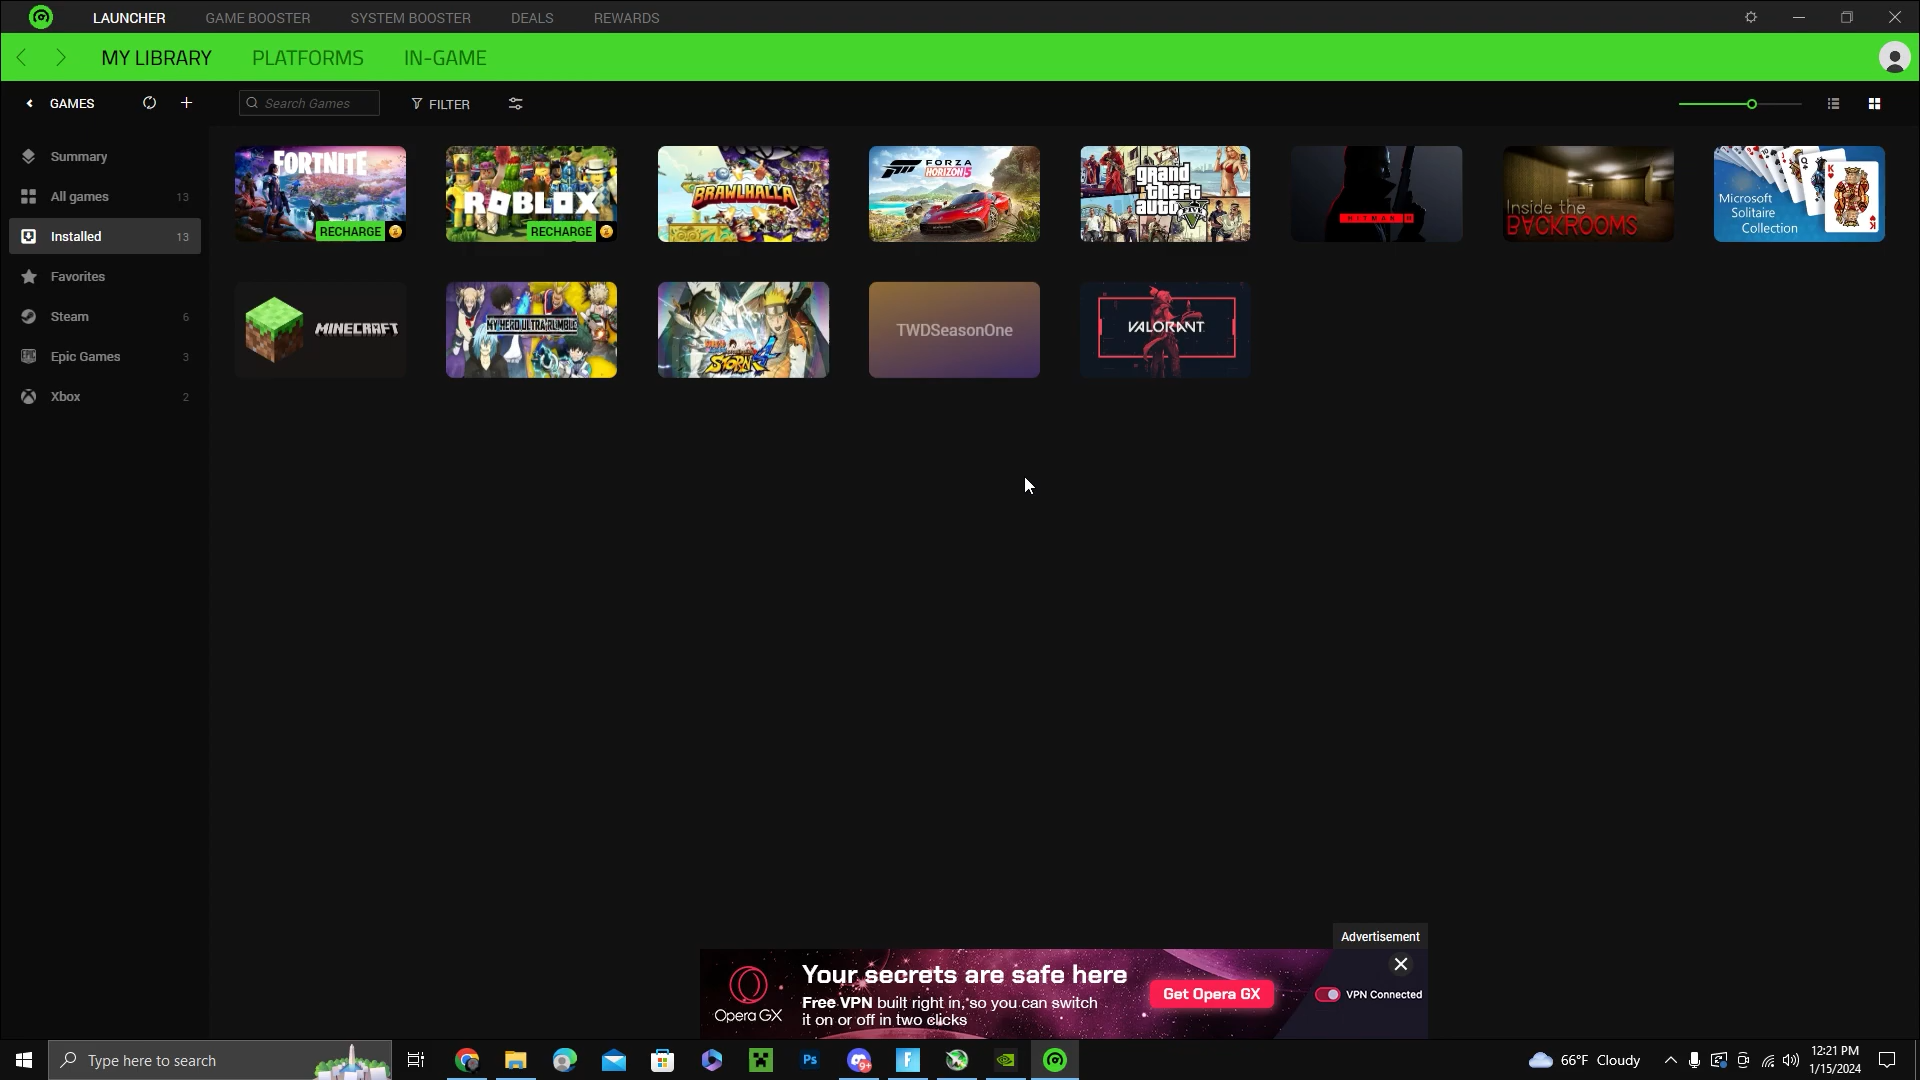 LAUNCHER GAME BOOSTER SYSTEM BOOSTER DEALS REWARDS
MY LIBRARY PLATFORMS IN-GAME
GAMES
Search Games
FILTER
Summary
All games 13
Installed 13
Favorites
Steam 6
Epic Games 3
Xbox 2
FORTNITE
RECHARGE
ROBLOX
RECHARGE
BRAWLHALLA
FORZA
HORIZON 5
grand
theft
auto
V
HITMAN III
Inside the
BACKROOMS
Microsoft
Solitaire
Collection
MINECRAFT
MY HERO ULTRA RUMBLE
STORM 4
TWDSeasonOne
VALORANT
Advertisement
Opera GX
Your secrets are safe here
Free VPN built right in, so you can switch
it on or off in two clicks
Get Opera GX
VPN Connected
Type here to search
Ps
9+
F
66°F Cloudy
12:21 PM
1/15/2024